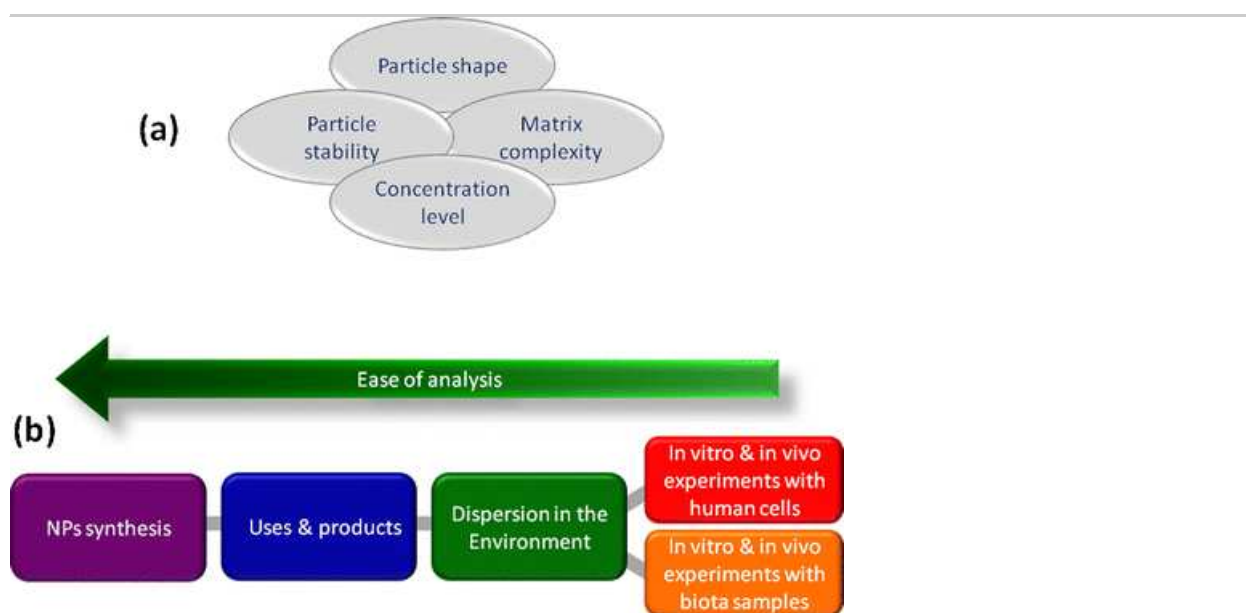 Particle shape
(a)
Particle
stability
Matrix
complexity
Concentration
level
Ease of analysis
(b)
NPs synthesis
Uses & products
Dispersion in the
Environment
In vitro & in vivo
experiments with
human cells
In vitro & in vivo
experiments with
biota samples